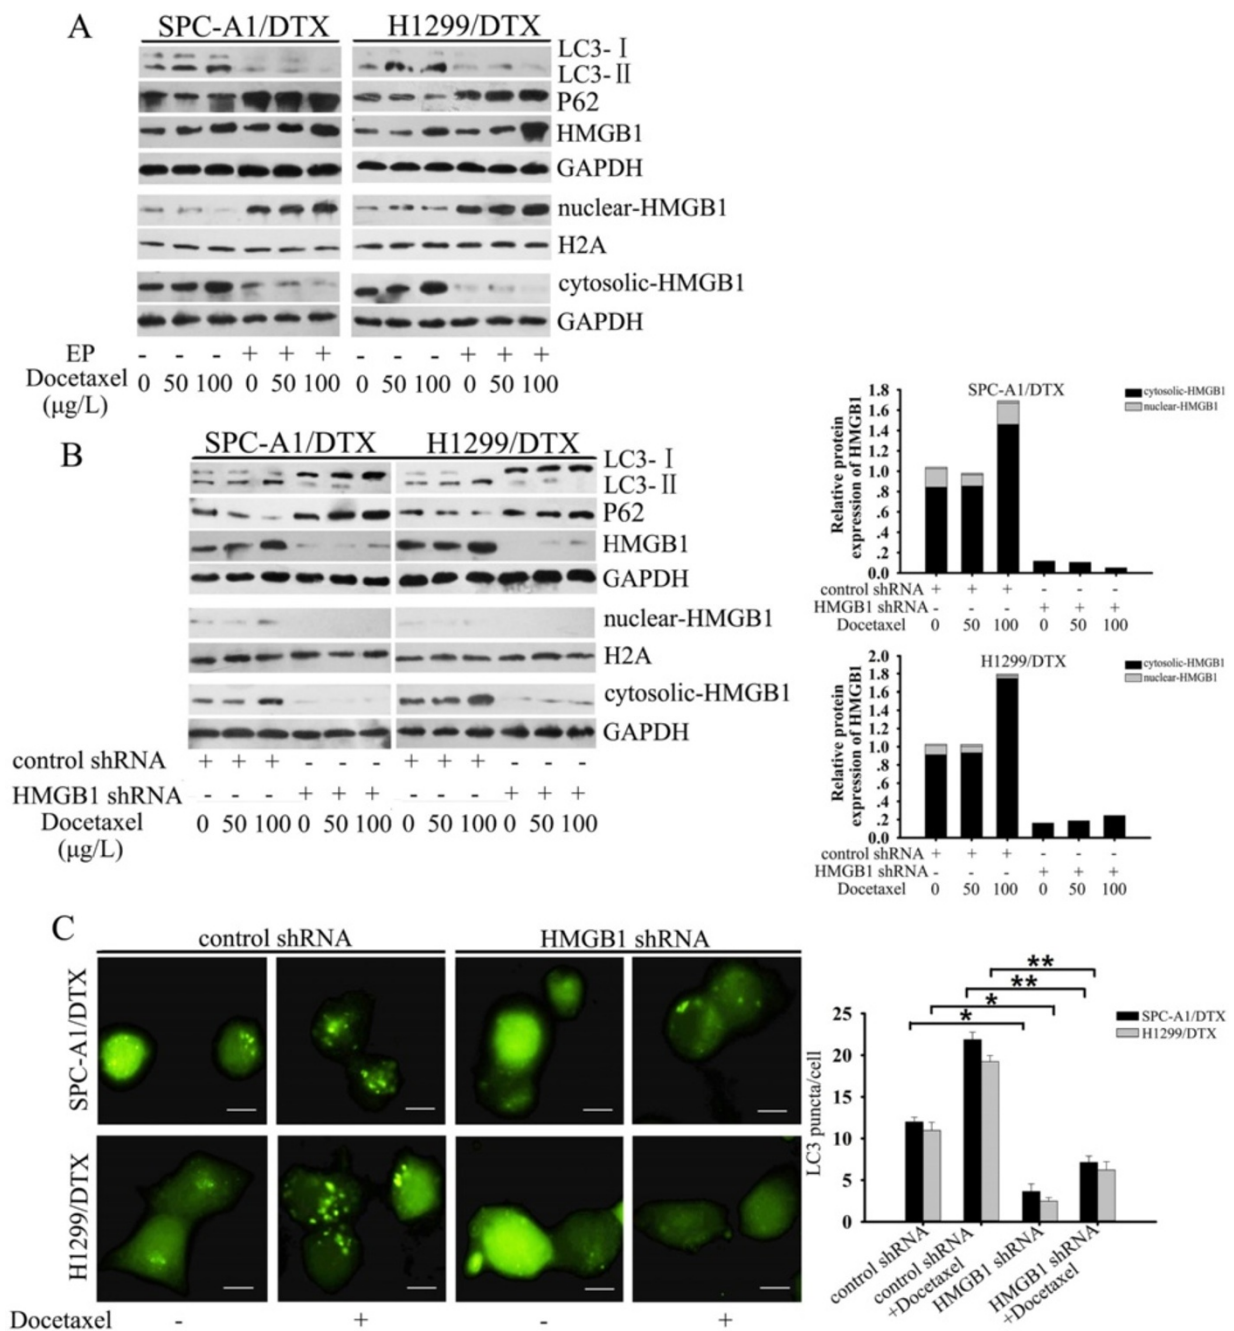 A
SPC-A1/DTX H1299/DTX
LC3-Ⅰ
LC3-Ⅱ
P62
HMGB1
GAPDH
nuclear-HMGB1
H2A
cytosolic-HMGB1
GAPDH
EP - - - + + + - - - + + +
Docetaxel 0 50 100 0 50 100 0 50 100 0 50 100
(μg/L)
B
SPC-A1/DTX H1299/DTX
LC3-Ⅰ
LC3-Ⅱ
P62
HMGB1
GAPDH
nuclear-HMGB1
H2A
cytosolic-HMGB1
GAPDH
control shRNA + + + - - - + + + - - -
HMGB1 shRNA - - - + + + - - - + + +
Docetaxel 0 50 100 0 50 100 0 50 100 0 50 100
(μg/L)
SPC-A1/DTX
cytosolic-HMGB1
nuclear-HMGB1
Relative protein
expression of HMGB1
1.8
1.6
1.4
1.2
1.0
.8
.6
.4
.2
0.0
control shRNA + + + - - -
HMGB1 shRNA - - - + + +
Docetaxel 0 50 100 0 50 100
H1299/DTX
cytosolic-HMGB1
nuclear-HMGB1
Relative protein
expression of HMGB1
2.0
1.8
1.6
1.4
1.2
1.0
.8
.6
.4
.2
0.0
control shRNA + + + - - -
HMGB1 shRNA - - - + + +
Docetaxel 0 50 100 0 50 100
C
control shRNA HMGB1 shRNA
SPC-A1/DTX
H1299/DTX
Docetaxel - + - +
**
**
*
*
SPC-A1/DTX
H1299/DTX
LC3 puncta/cell
25
20
15
10
5
0
control shRNA
control shRNA
+Docetaxel
HMGB1 shRNA
HMGB1 shRNA
+Docetaxel